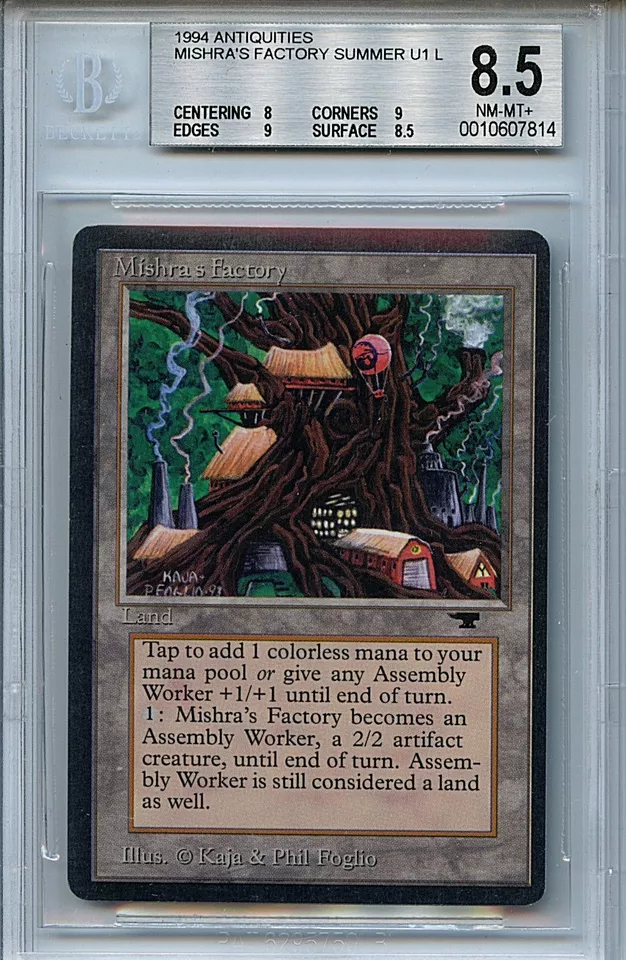 1994 ANTIQUITIES
MISHRA'S FACTORY SUMMER U1 L
8.5
CENTERING 8 CORNERS 9 NM-MT+
EDGES 9 SURFACE 8.5 0010607814
B
BECKETT
Mishra's Factory
KAJA+
P.FOGLIO.93
Land
Tap to add 1 colorless mana to your
mana pool or give any Assembly
Worker +1/+1 until end of turn.
1: Mishra's Factory becomes an
Assembly Worker, a 2/2 artifact
creature, until end of turn. Assem-
bly Worker is still considered a land
as well.
Illus. © Kaja & Phil Foglio